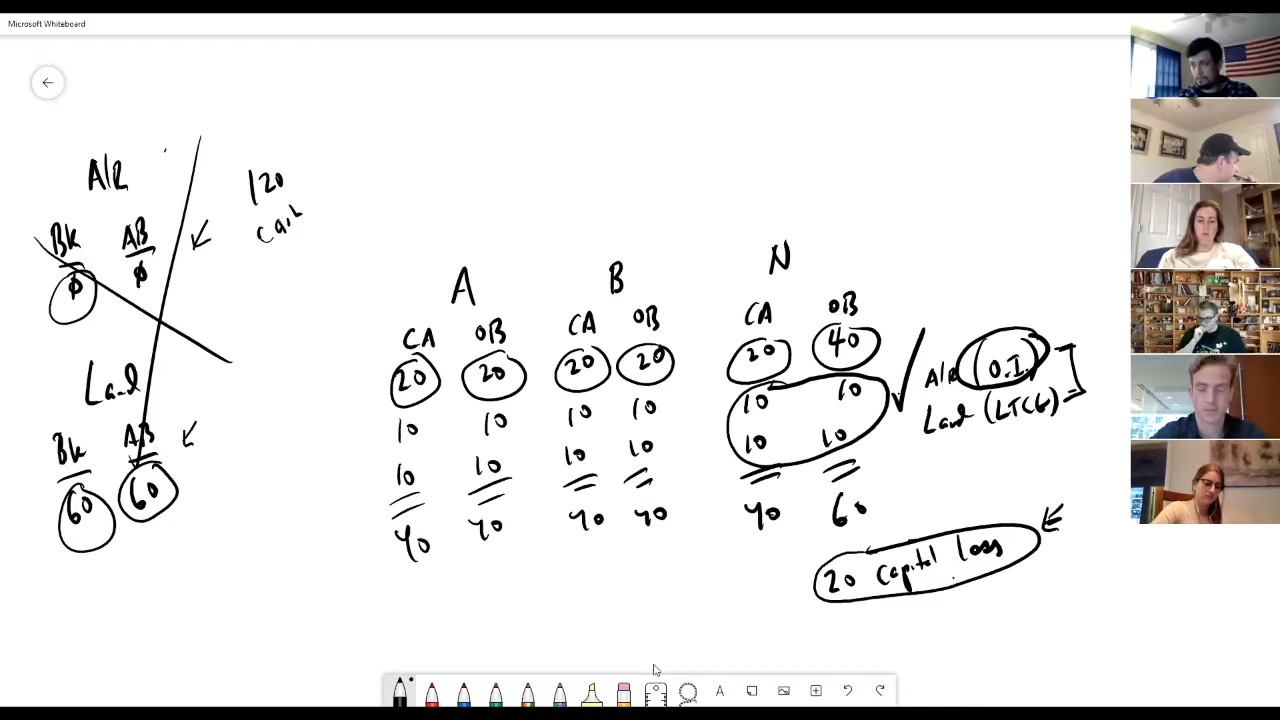 Microsoft Whiteboard
A/R
120
cash
Bk AB
φ φ
Land
Bk AB
60 60
A B N
CA OB CA OB CA OB
20 20 20 20 20 40
10 10 10 10 10 10
10 10 10 10 10 10
40 40 40 40 40 60
A/R (O.I.)
Land (LTCG)
20 capital loss
A